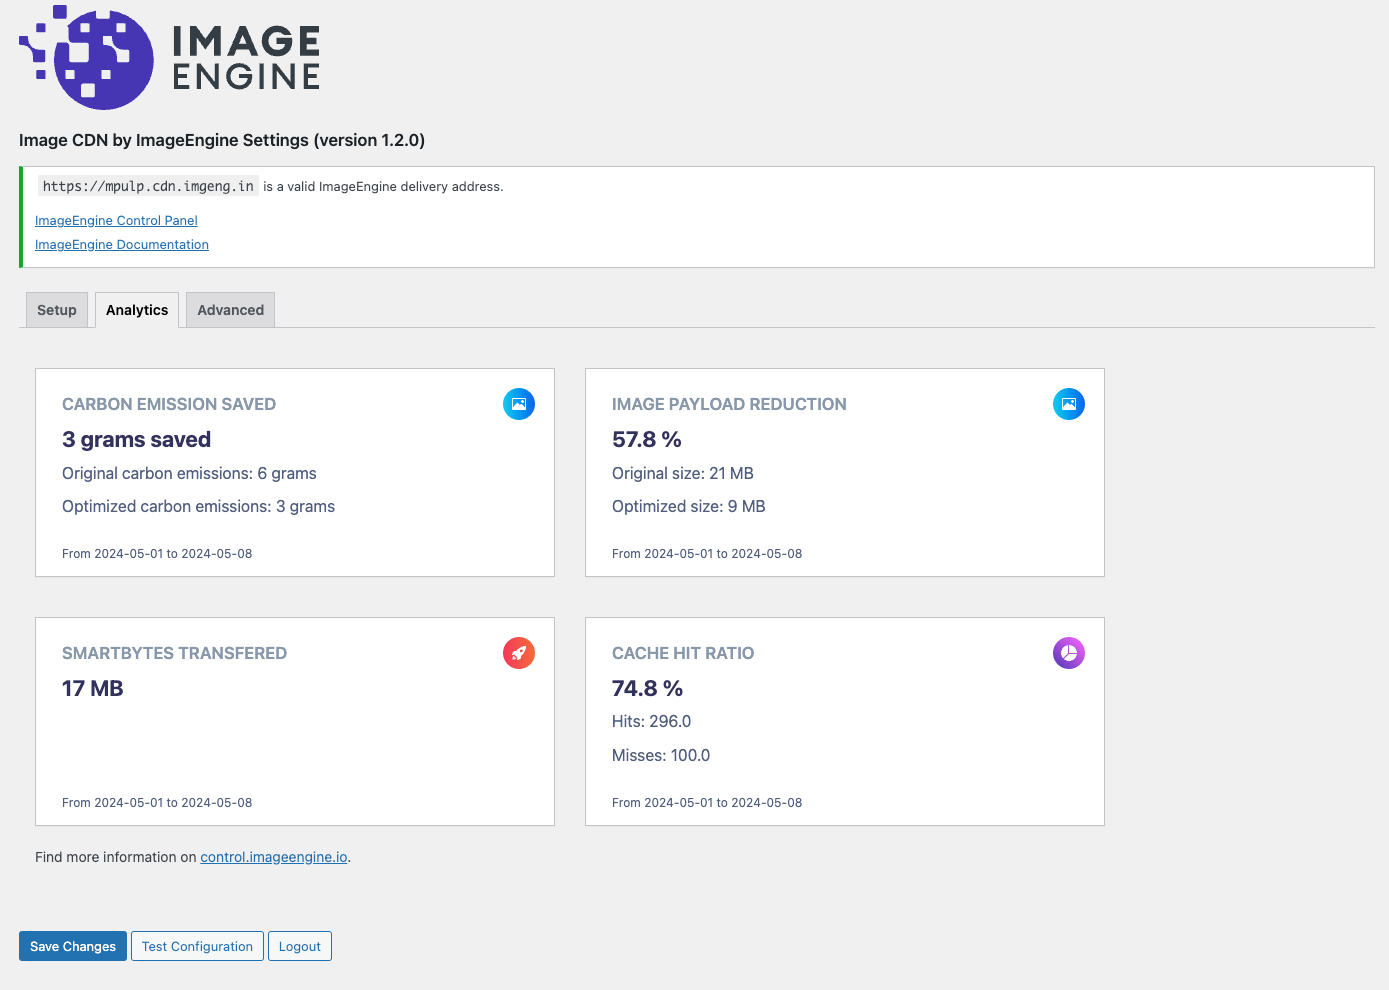 IMAGE
ENGINE
Image CDN by ImageEngine Settings (version 1.2.0)
https://mpulp.cdn.imgeng.in is a valid ImageEngine delivery address.
ImageEngine Control Panel
ImageEngine Documentation
Setup Analytics Advanced
CARBON EMISSION SAVED
3 grams saved
Original carbon emissions: 6 grams
Optimized carbon emissions: 3 grams
From 2024-05-01 to 2024-05-08
IMAGE PAYLOAD REDUCTION
57.8 %
Original size: 21 MB
Optimized size: 9 MB
From 2024-05-01 to 2024-05-08
SMARTBYTES TRANSFERED
17 MB
From 2024-05-01 to 2024-05-08
CACHE HIT RATIO
74.8 %
Hits: 296.0
Misses: 100.0
From 2024-05-01 to 2024-05-08
Find more information on control.imageengine.io.
Save Changes Test Configuration Logout